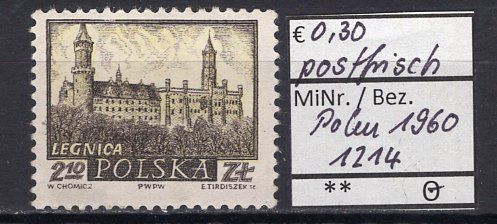 LEGNICA
2,10 POLSKA ZŁ
W CHOMICZ PWPW E.TIRDISZEK sc.
€ 0,30
postfrisch
MiNr. / Bez.
Polen 1960
1214
** ⊙